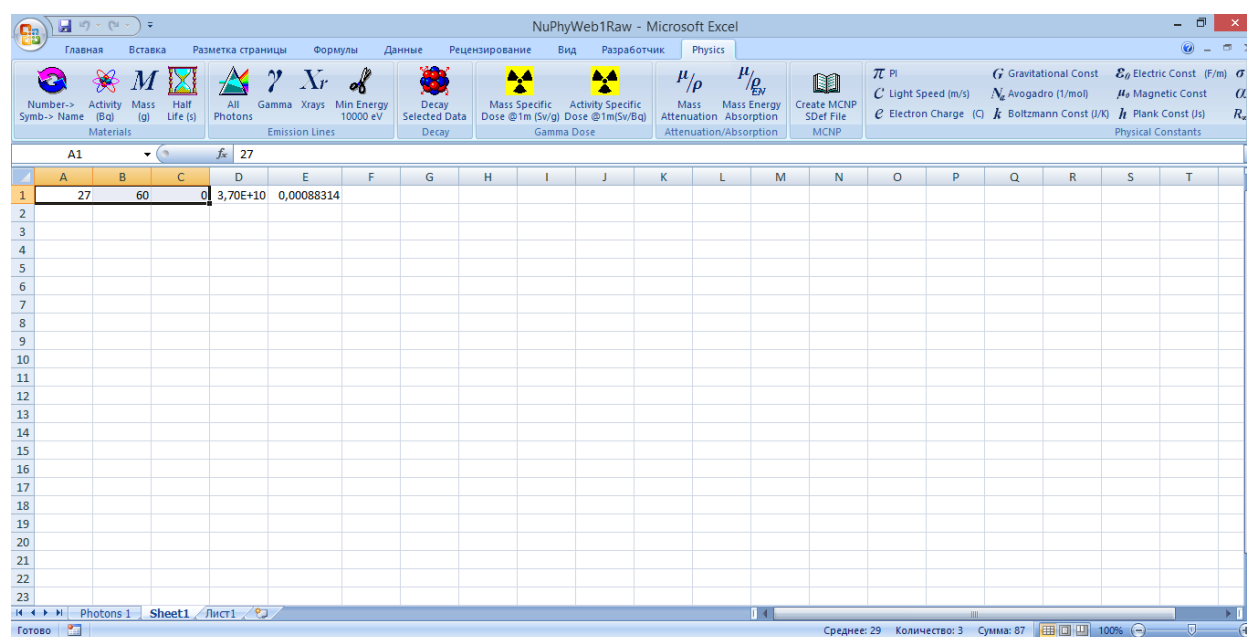 NuPhyWeb1Raw - Microsoft Excel
Главная Вставка Разметка страницы Формулы Данные Рецензирование Вид Разработчик Physics
Number-> Symb-> Name
Activity (Bq)
Mass (g)
Half Life (s)
Materials
All Photons
Gamma
Xrays
Min Energy 10000 eV
Emission Lines
Decay Selected Data
Decay
Mass Specific Dose @1m (Sv/g)
Activity Specific Dose @1m(Sv/Bq)
Gamma Dose
μ/ρ Mass Attenuation
μ/ρ EN Mass Energy Absorption
Attenuation/Absorption
Create MCNP SDef File
MCNP
π PI G Gravitational Const ε0 Electric Const (F/m) σ
C Light Speed (m/s) Na Avogadro (1/mol) μ0 Magnetic Const α
e Electron Charge (C) k Boltzmann Const (J/K) h Plank Const (Js) R∞
Physical Constants
A1 fx 27
A B C D E F G H I J K L M N O P Q R S T
1 27 60 0 3,70E+10 0,00088314
2
3
4
5
6
7
8
9
10
11
12
13
14
15
16
17
18
19
20
21
22
23
Photons 1 Sheet1 Лист1
Готово Среднее: 29 Количество: 3 Сумма: 87 100%